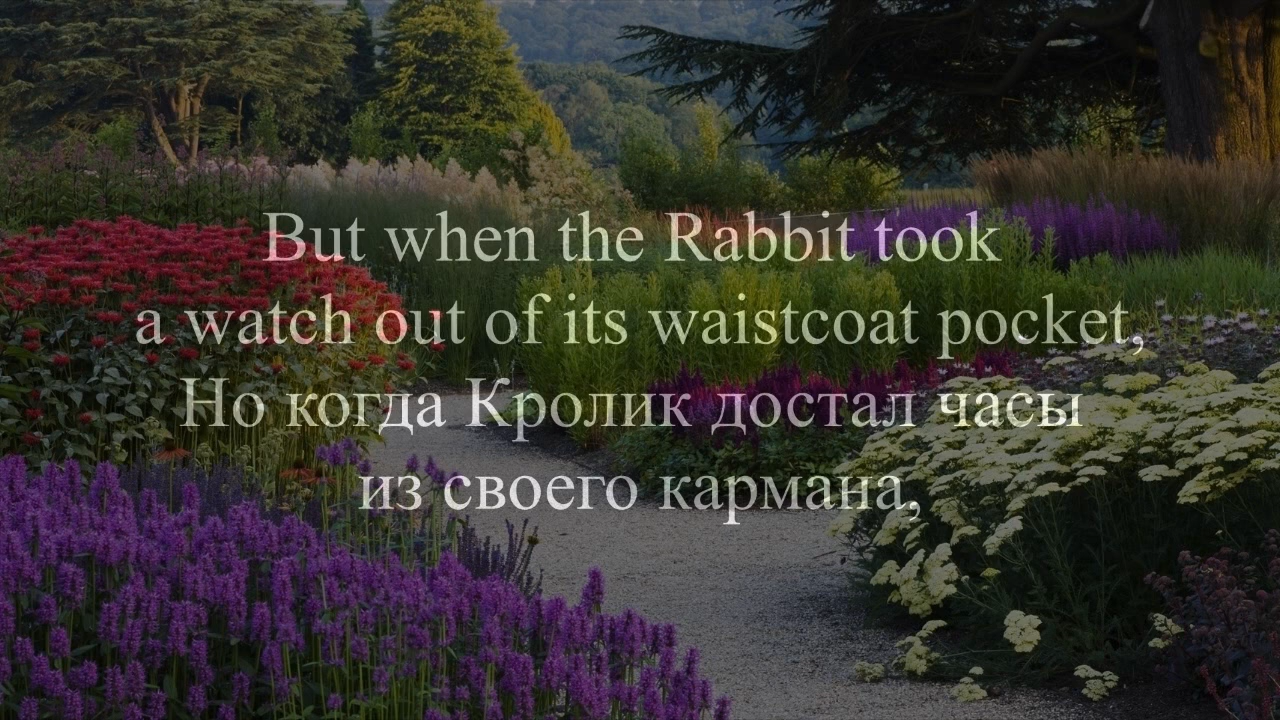 But when the Rabbit took
a watch out of its waistcoat pocket,
Но когда Кролик достал часы
из своего кармана,